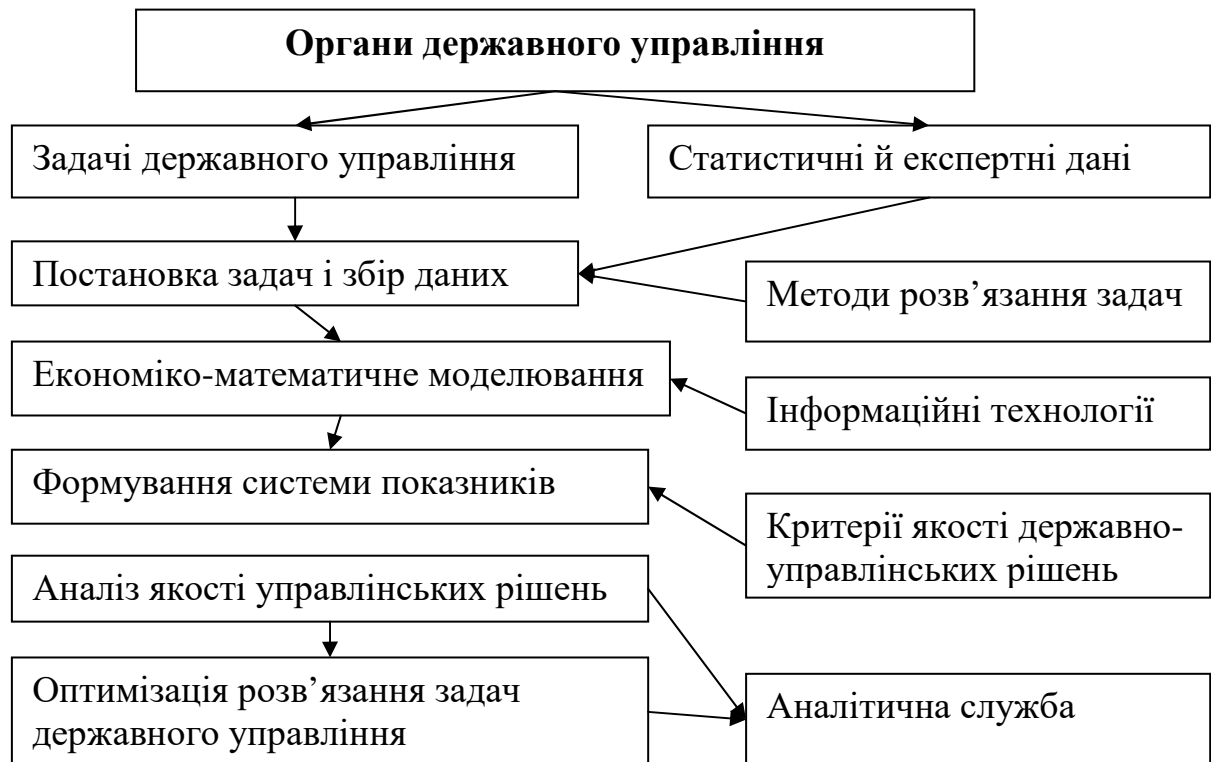 Органи державного управління
Задачі державного управління
Статистичні й експертні дані
Постановка задач і збір даних
Методи розв’язання задач
Економіко-математичне моделювання
Інформаційні технології
Формування системи показників
Критерії якості державно-
управлінських рішень
Аналіз якості управлінських рішень
Оптимізація розв’язання задач
державного управління
Аналітична служба